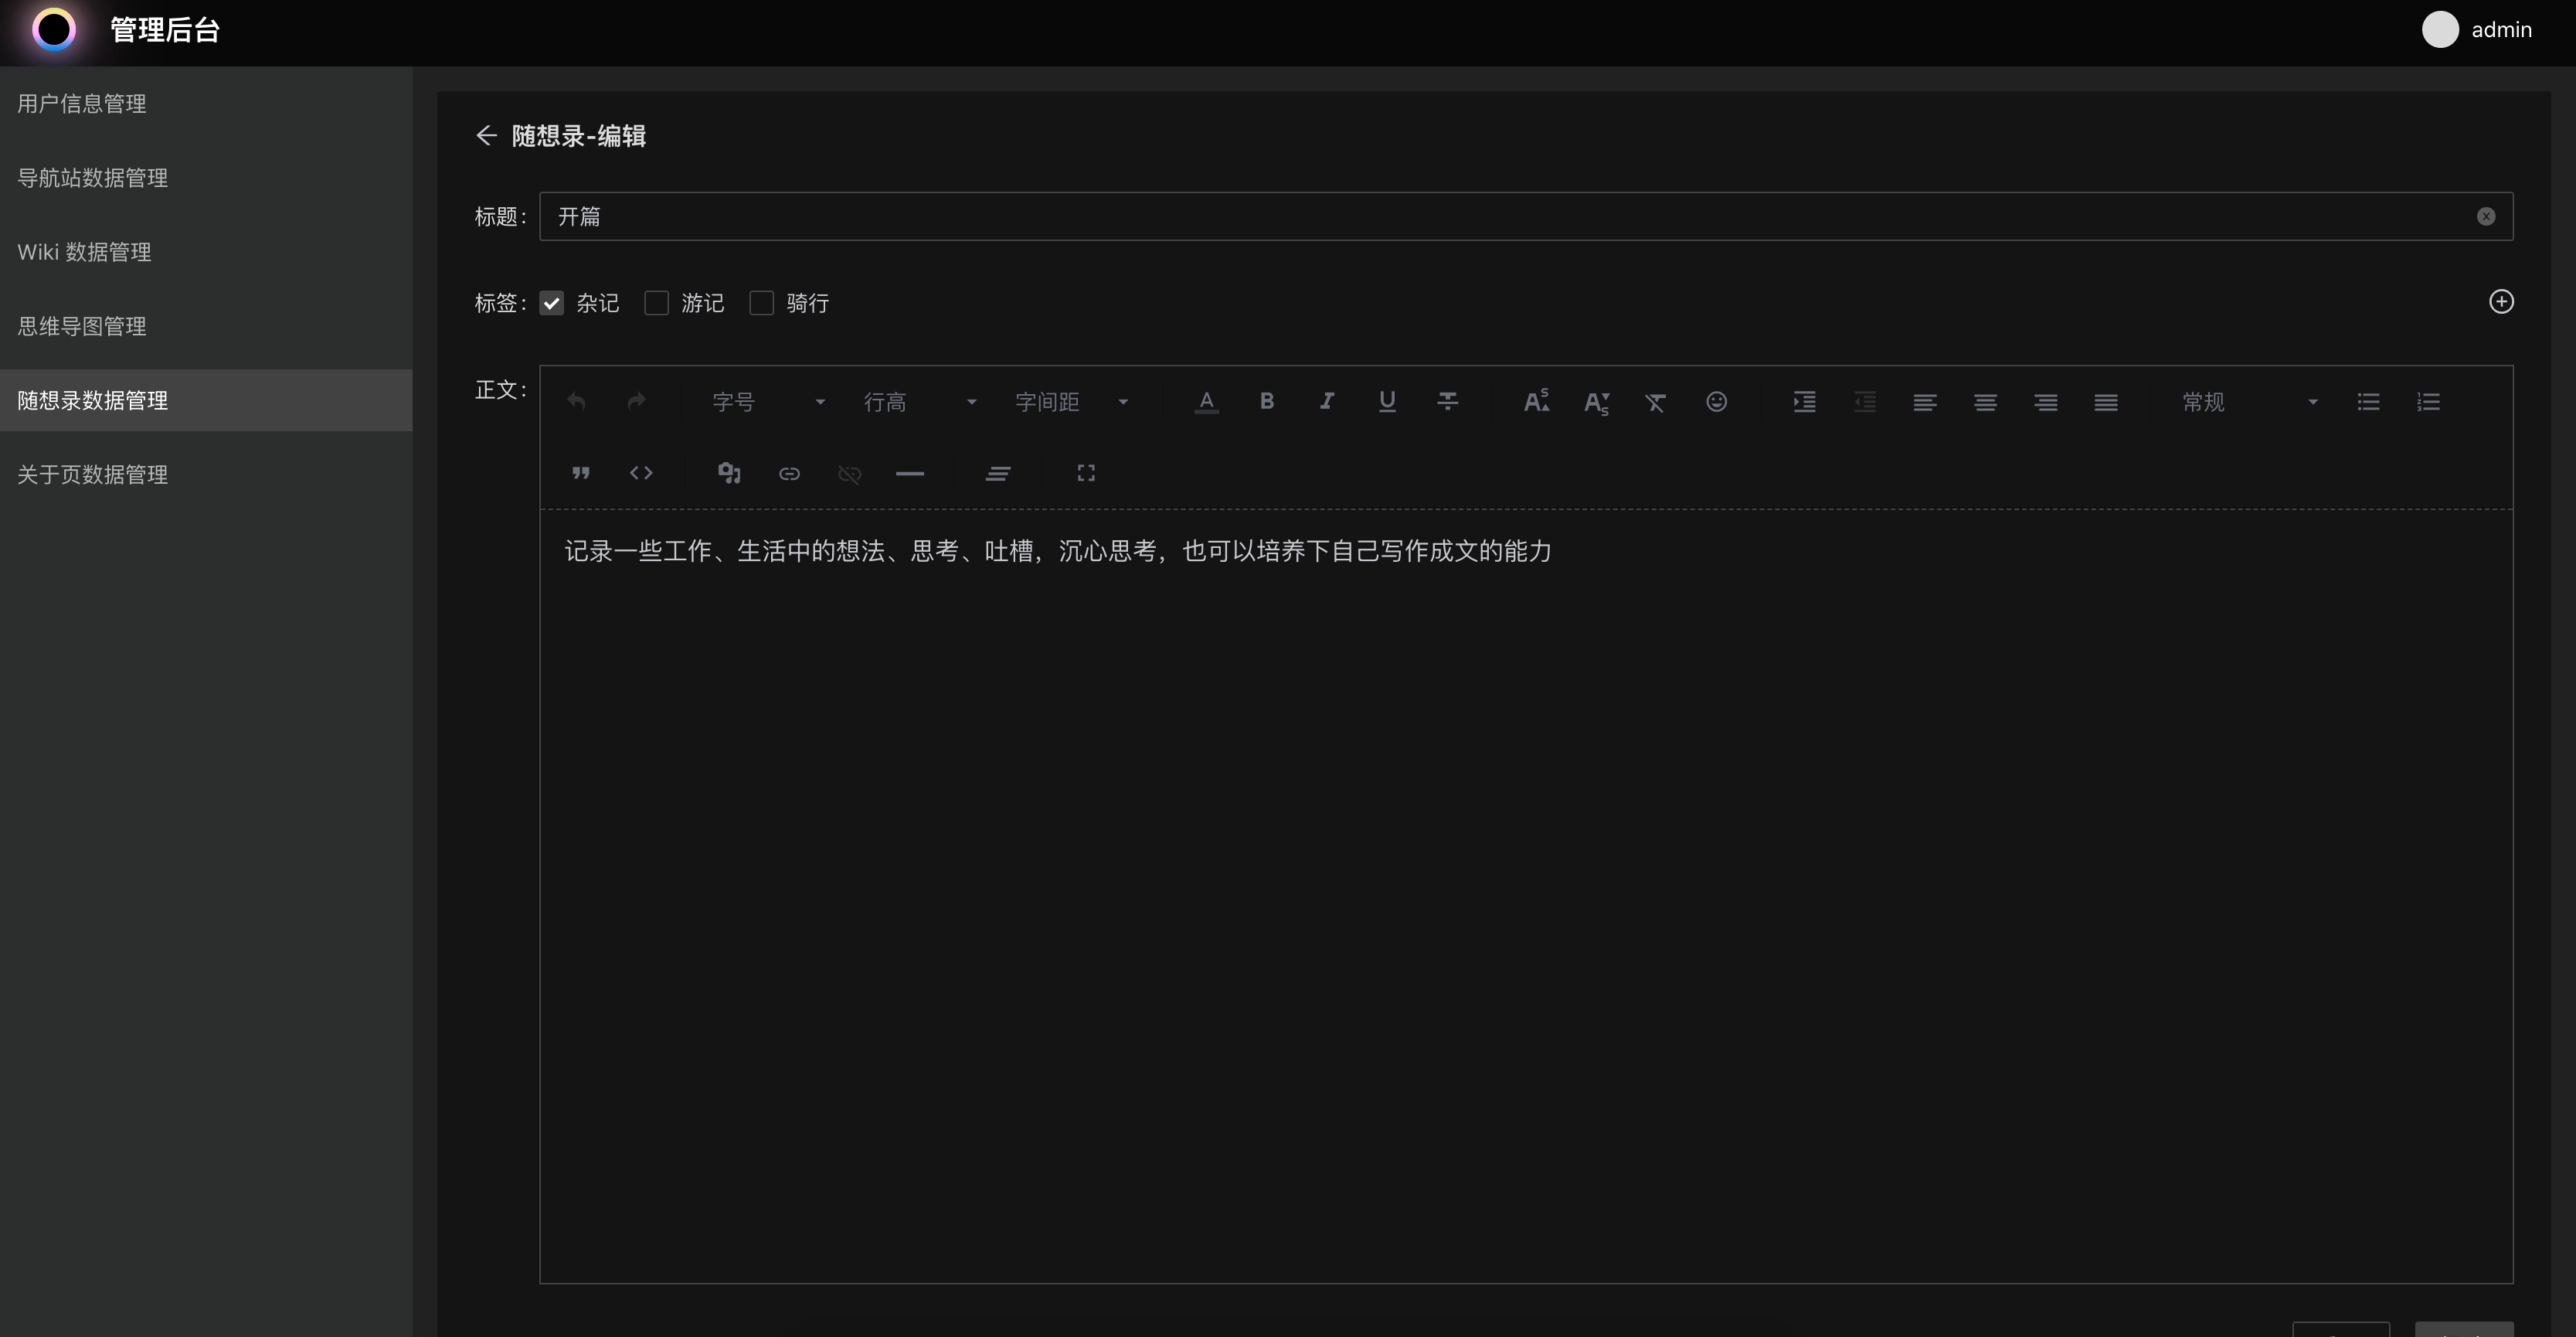 管理后台
admin
用户信息管理
导航站数据管理
Wiki 数据管理
思维导图管理
随想录数据管理
关于页数据管理
随想录-编辑
标题：
开篇
标签：
杂记 游记 骑行
正文：
字号 行高 字间距 常规
记录一些工作、生活中的想法、思考、吐槽，沉心思考，也可以培养下自己写作成文的能力